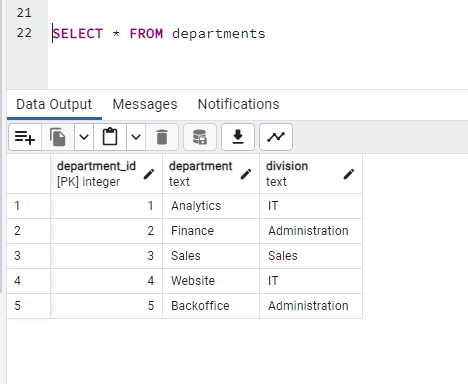 21
22 SELECT * FROM departments
Data Output Messages Notifications
department_id department division
[PK] integer text text
1 1 Analytics IT
2 2 Finance Administration
3 3 Sales Sales
4 4 Website IT
5 5 Backoffice Administration